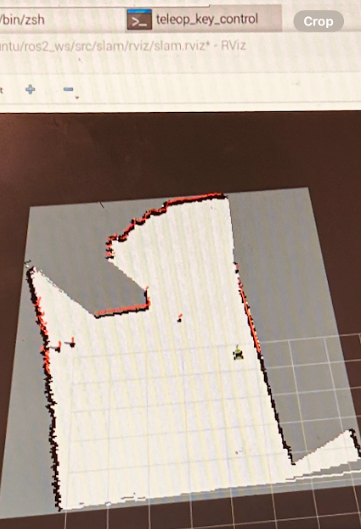 /bin/zsh
teleop_key_control
Crop
ntu/ros2_ws/src/slam/rviz/slam.rviz* - RViz
t